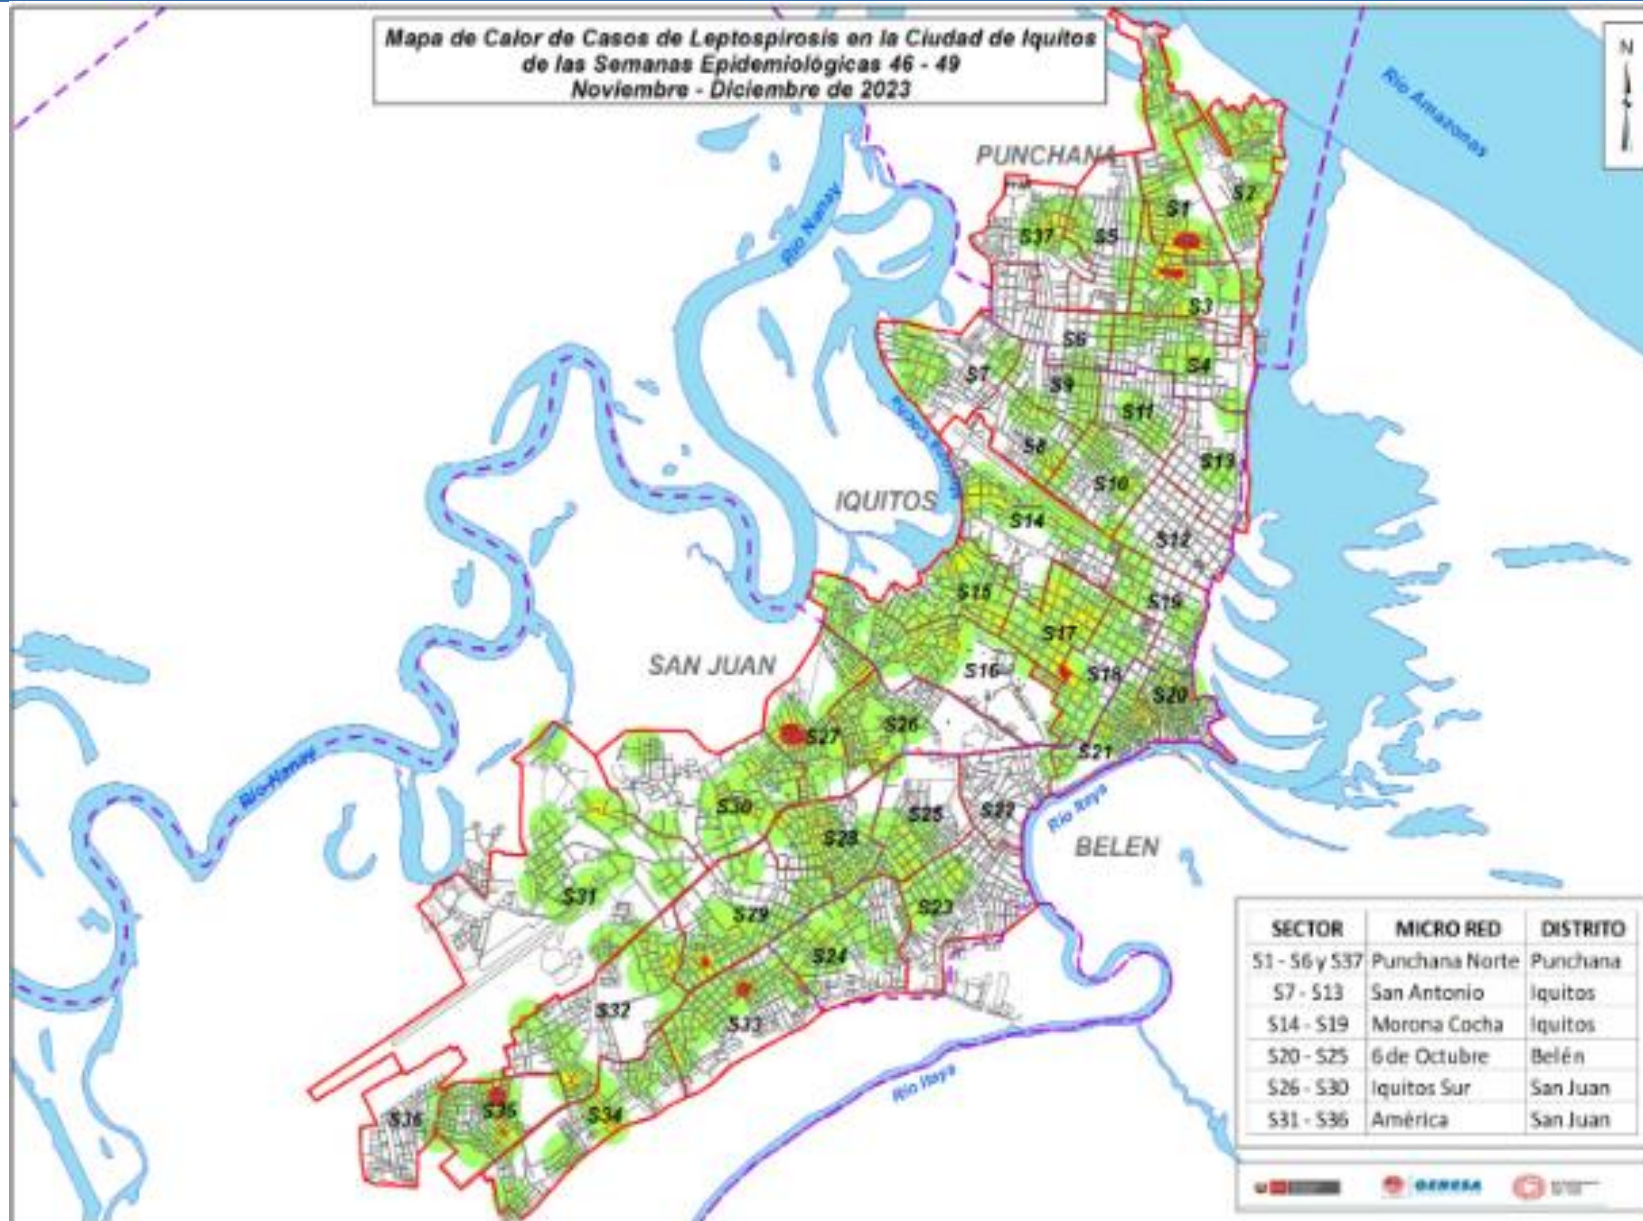 Mapa de Calor de Casos de Leptospirosis en la Ciudad de Iquitos
de las Semanas Epidemiológicas 46 - 49
Noviembre - Diciembre de 2023
N
Río Amazonas
PUNCHANA
Río Nanay
S2
S1
S37
S5
S3
S6
S4
S7
S9
S11
S8
S13
S10
Morona Cocha
IQUITOS
S14
S12
S15
S19
S17
SAN JUAN
S16
S18
S20
S26
S27
S21
Río Nanay
S30
S25
S22
Río Itaya
S28
BELEN
S31
S29
S23
S24
S32
S33
Río Itaya
S35
S36
S34
SECTOR MICRO RED DISTRITO
S1 - S6 y S37 Punchana Norte Punchana
S7 - S13 San Antonio Iquitos
S14 - S19 Morona Cocha Iquitos
S20 - S25 6 de Octubre Belén
S26 - S30 Iquitos Sur San Juan
S31 - S36 América San Juan